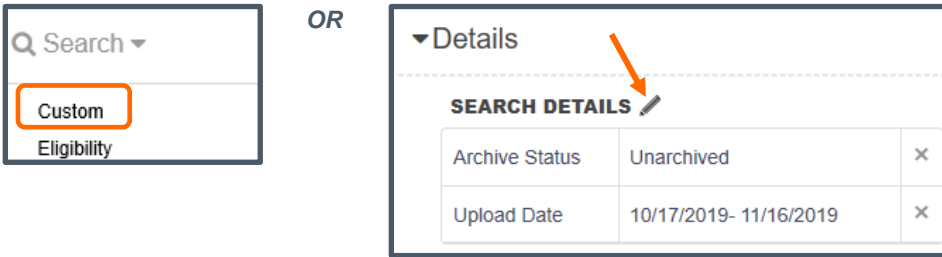 Search
Custom
Eligibility
OR
Details
SEARCH DETAILS
Archive Status Unarchived ×
Upload Date 10/17/2019- 11/16/2019 ×